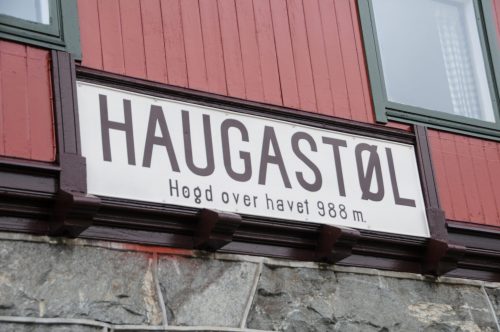 HAUGASTØL
Høgd over havet 988 m.